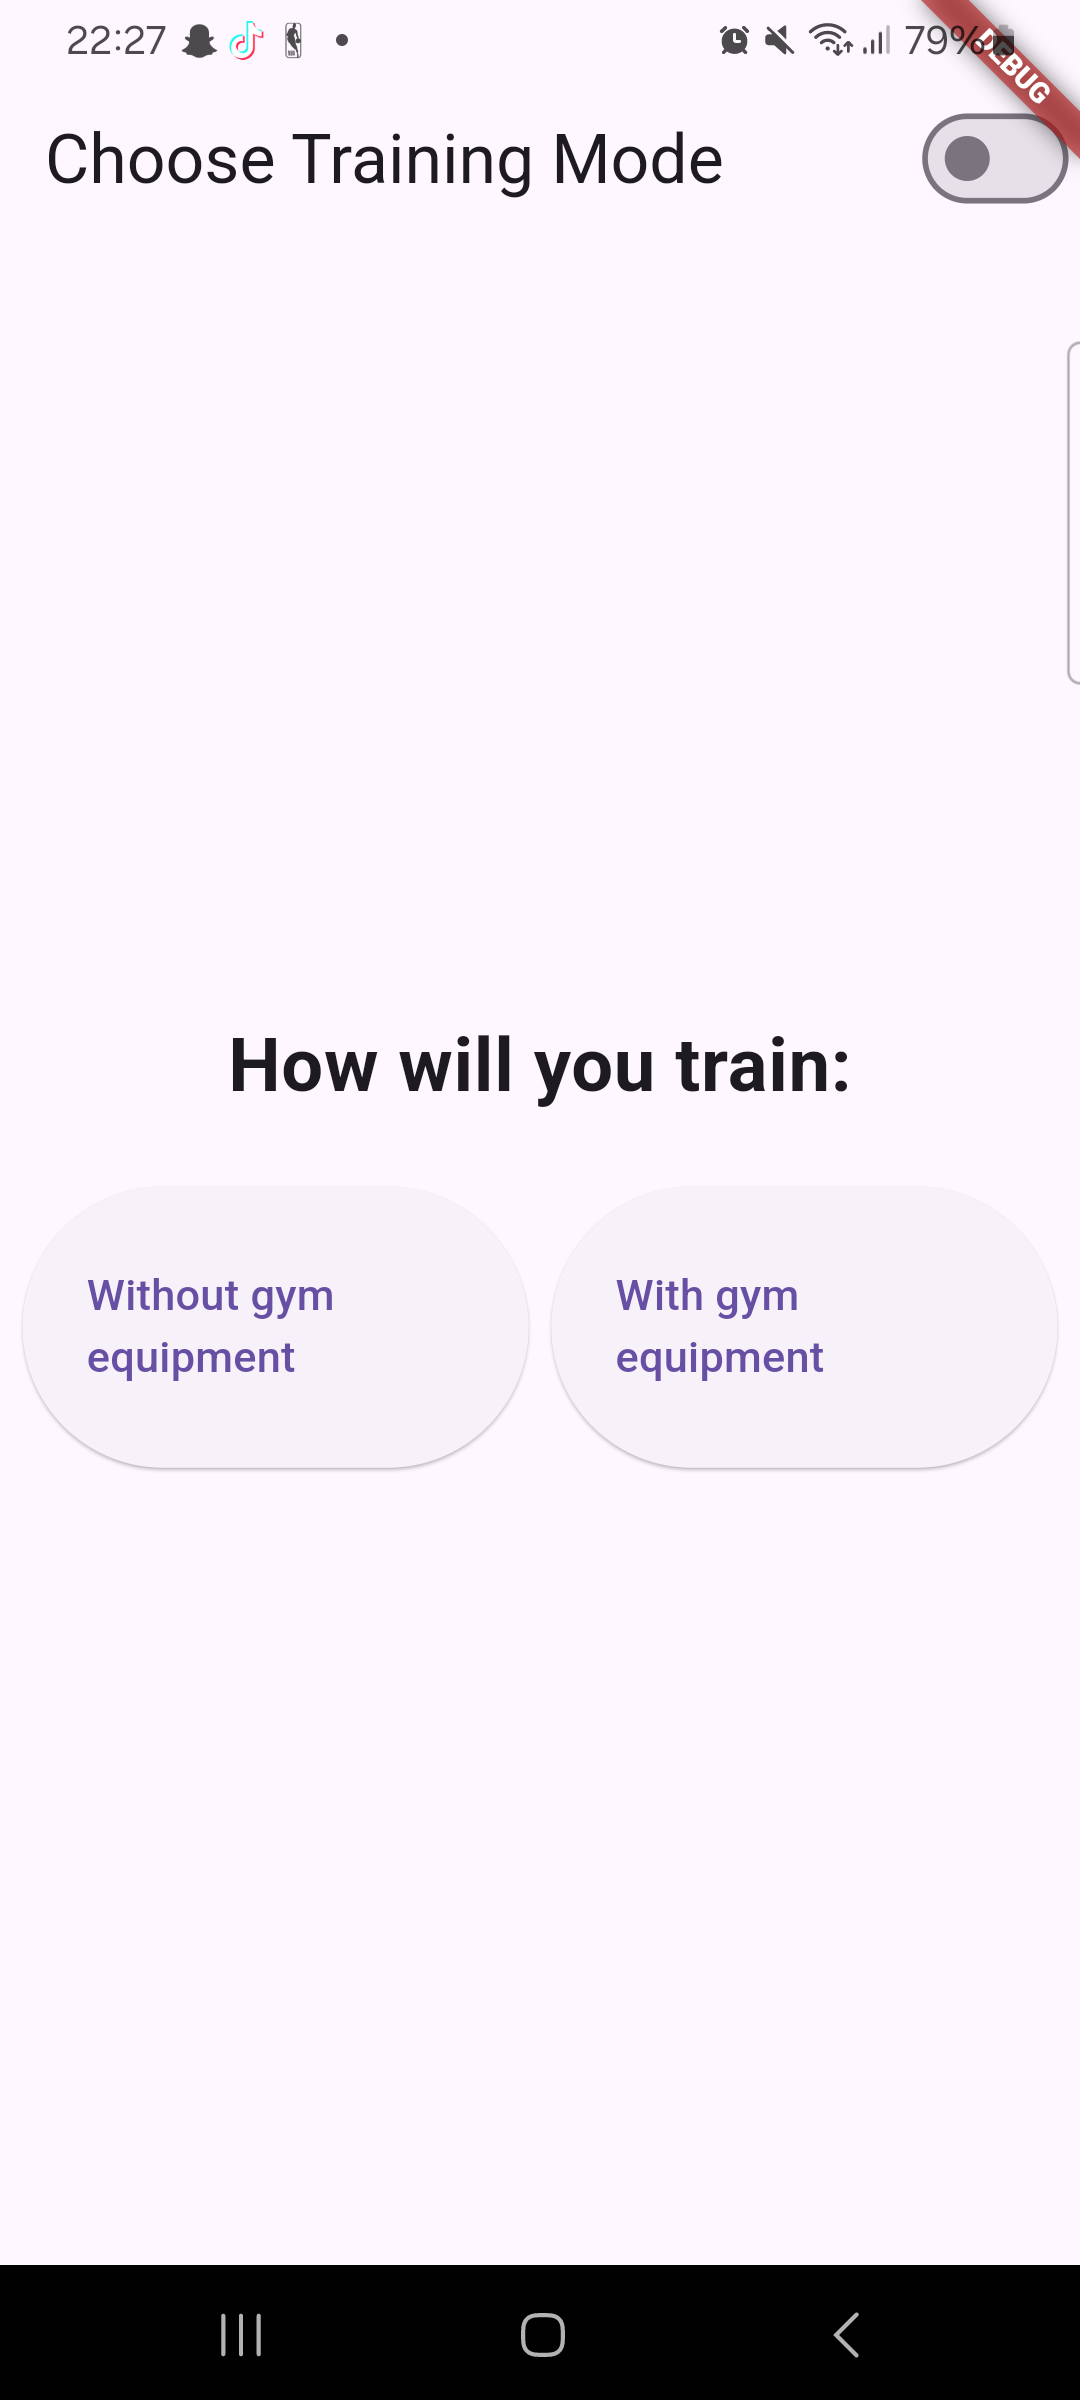 22:27
79%
DEBUG
Choose Training Mode
How will you train:
Without gym
equipment
With gym
equipment